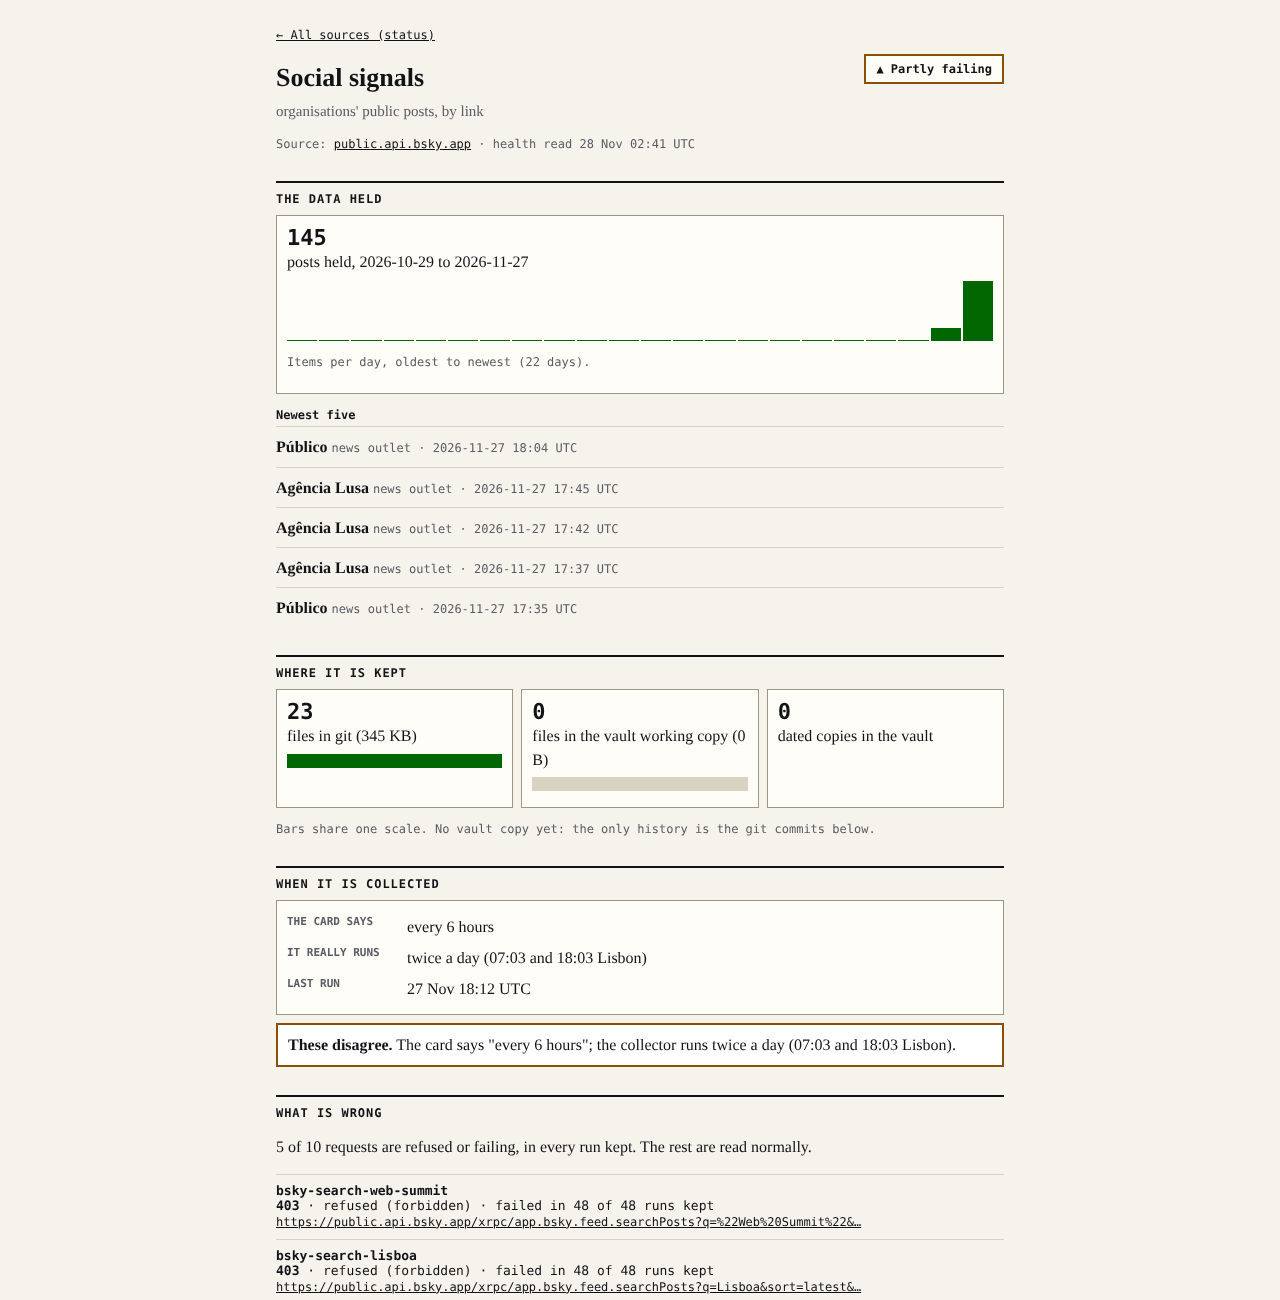 ← All sources (status)
Social signals
▲ Partly failing
organisations' public posts, by link
Source: public.api.bsky.app · health read 28 Nov 02:41 UTC
THE DATA HELD
145
posts held, 2026-10-29 to 2026-11-27
Items per day, oldest to newest (22 days).
Newest five
Público news outlet · 2026-11-27 18:04 UTC
Agência Lusa news outlet · 2026-11-27 17:45 UTC
Agência Lusa news outlet · 2026-11-27 17:42 UTC
Agência Lusa news outlet · 2026-11-27 17:37 UTC
Público news outlet · 2026-11-27 17:35 UTC
WHERE IT IS KEPT
23
files in git (345 KB)
0
files in the vault working copy (0
B)
0
dated copies in the vault
Bars share one scale. No vault copy yet: the only history is the git commits below.
WHEN IT IS COLLECTED
THE CARD SAYS every 6 hours
IT REALLY RUNS twice a day (07:03 and 18:03 Lisbon)
LAST RUN 27 Nov 18:12 UTC
These disagree. The card says "every 6 hours"; the collector runs twice a day (07:03 and 18:03 Lisbon).
WHAT IS WRONG
5 of 10 requests are refused or failing, in every run kept. The rest are read normally.
bsky-search-web-summit
403 · refused (forbidden) · failed in 48 of 48 runs kept
https://public.api.bsky.app/xrpc/app.bsky.feed.searchPosts?q=%22Web%20Summit%22&…
bsky-search-lisboa
403 · refused (forbidden) · failed in 48 of 48 runs kept
https://public.api.bsky.app/xrpc/app.bsky.feed.searchPosts?q=Lisboa&sort=latest&…